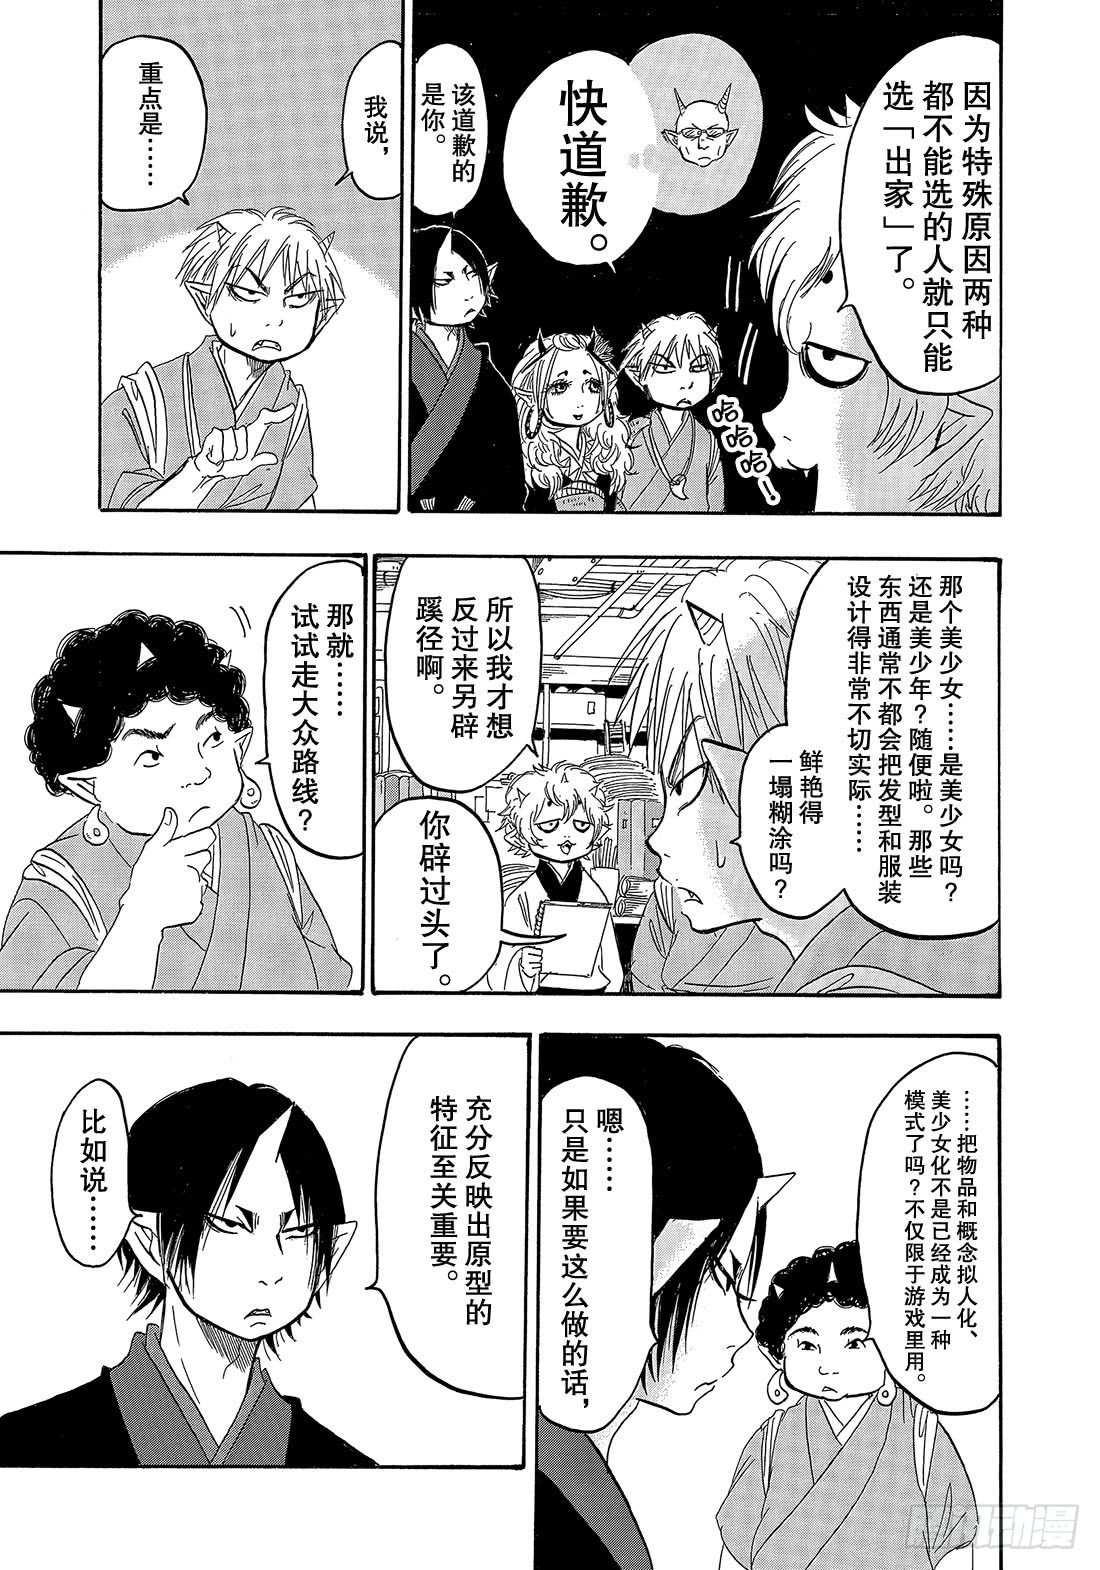 因为特殊原因两种
都不能选的人就只能
选「出家」了。
快道歉。
哈哈哈！
该道歉的
是你。
我说，
重点是……
那个美少女……是美少女吗？
还是美少年？随便啦。那些
东西通常不都会把发型和服装
设计得非常不切实际……
鲜艳得
一塌糊涂吗？
所以我才想
反过来另辟
蹊径啊。
你辟过头了。
那就……
试试走大众路线？
……把物品和概念拟人化、
美少女化不是已经成为一种
模式了吗？不仅限于游戏里用。
嗯……
只是如果要这么做的话，
充分反映出原型的
特征至关重要。
比如说……
腾讯动漫